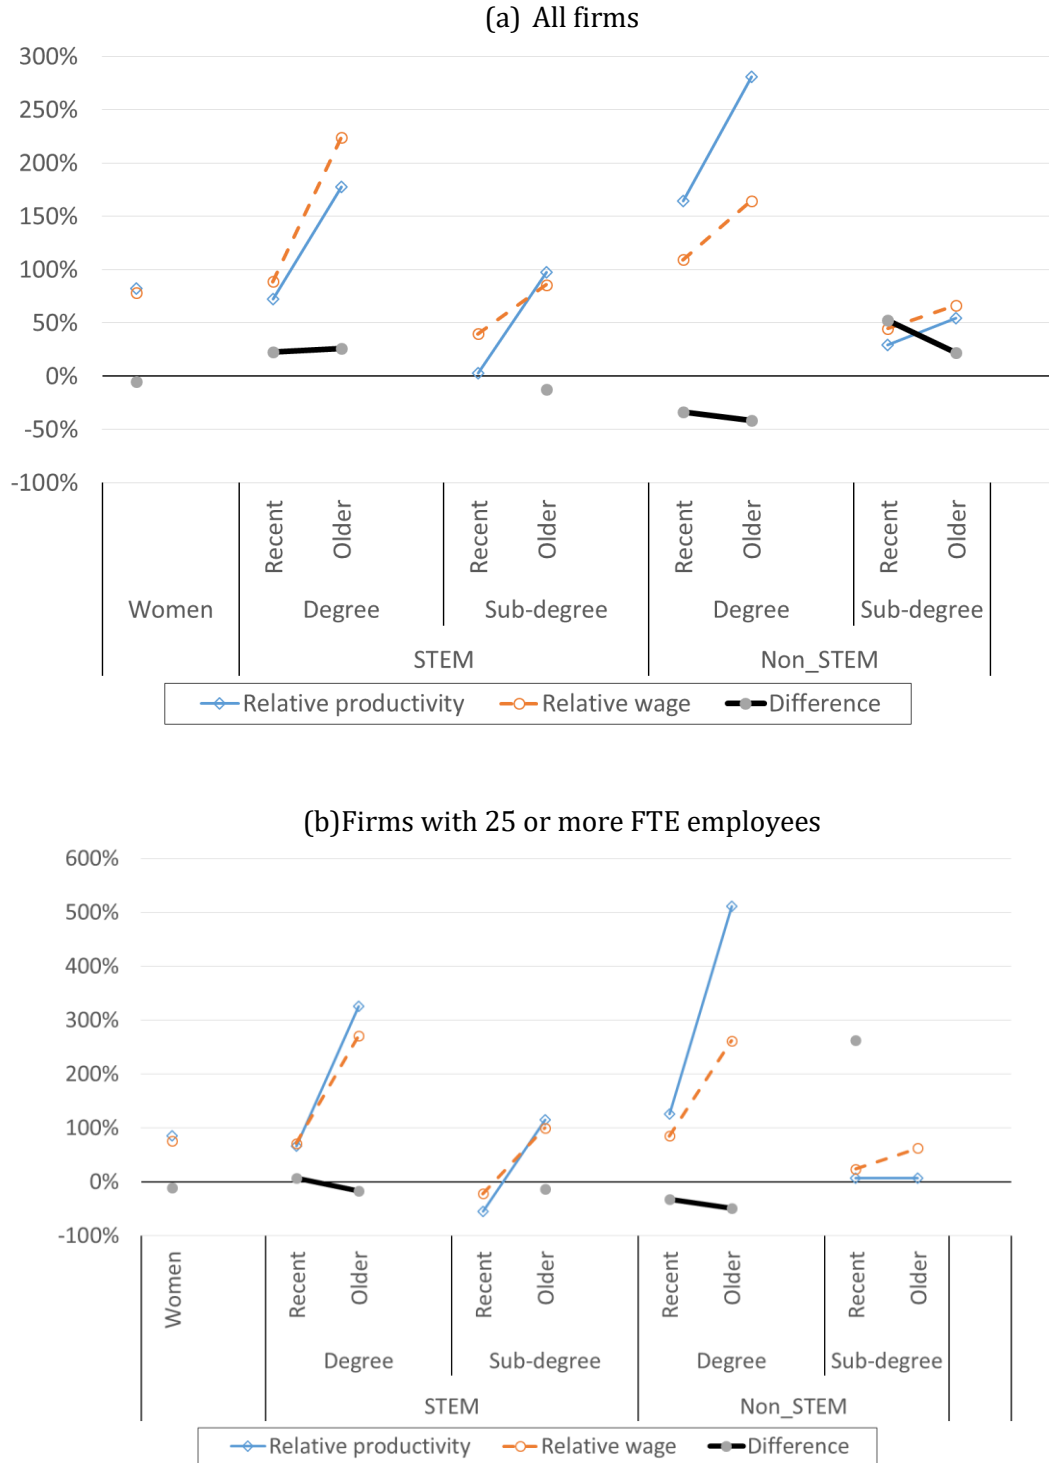 (a) All firms
300%
250%
200%
150%
100%
50%
0%
-50%
-100%
Recent Older Recent Older Recent Older Recent Older
Women Degree Sub-degree Degree Sub-degree
STEM Non_STEM
Relative productivity Relative wage Difference
(b)Firms with 25 or more FTE employees
600%
500%
400%
300%
200%
100%
0%
-100%
Women Recent Older Recent Older Recent Older Recent Older
Degree Sub-degree Degree Sub-degree
STEM Non_STEM
Relative productivity Relative wage Difference